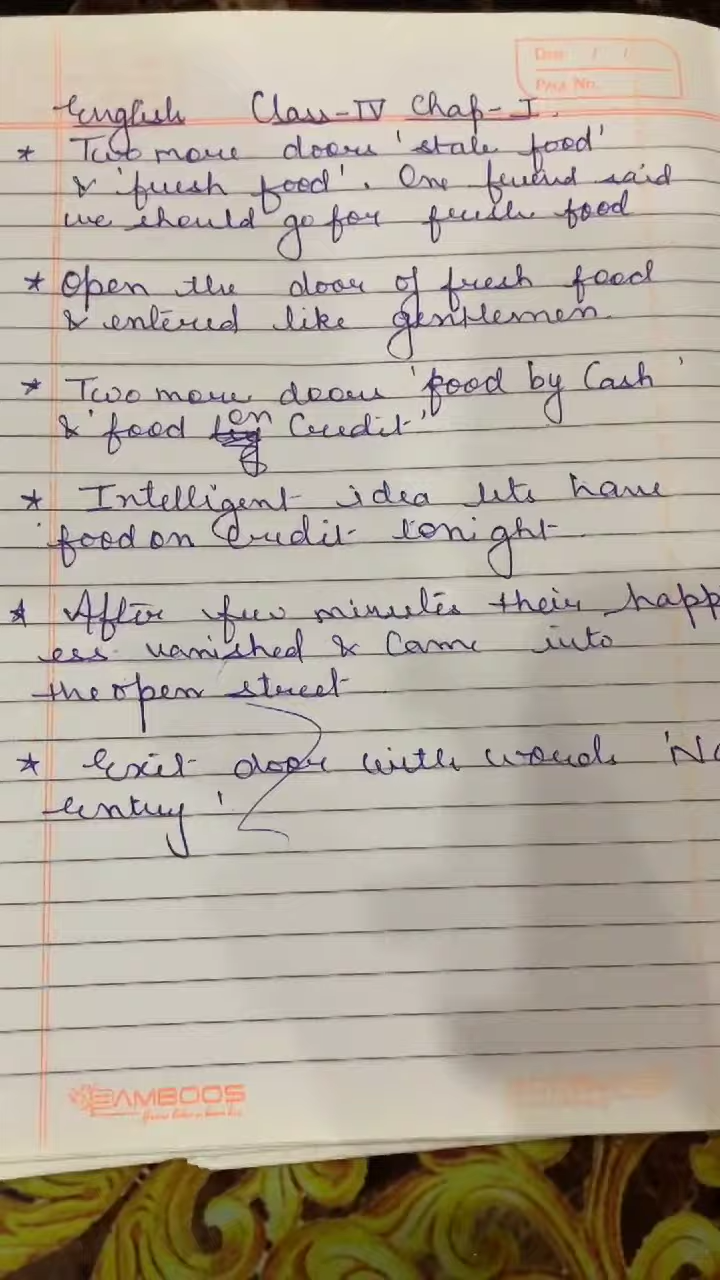 Date / /
Page No.
English Class-IV Chap-I.
* Two more doors 'stale food'
& 'fresh food'. One friend said
we should go for fresh food
* Open the door of fresh food
& entered like gentlemen.
* Two more doors 'food by Cash'
& 'food on Credit'
* Intelligent idea lets have
'food on Credit tonight
* After few minutes their happ
ess vanished & Came into
the open street
* Exit door with words 'No
Entry'
BAMBOOS